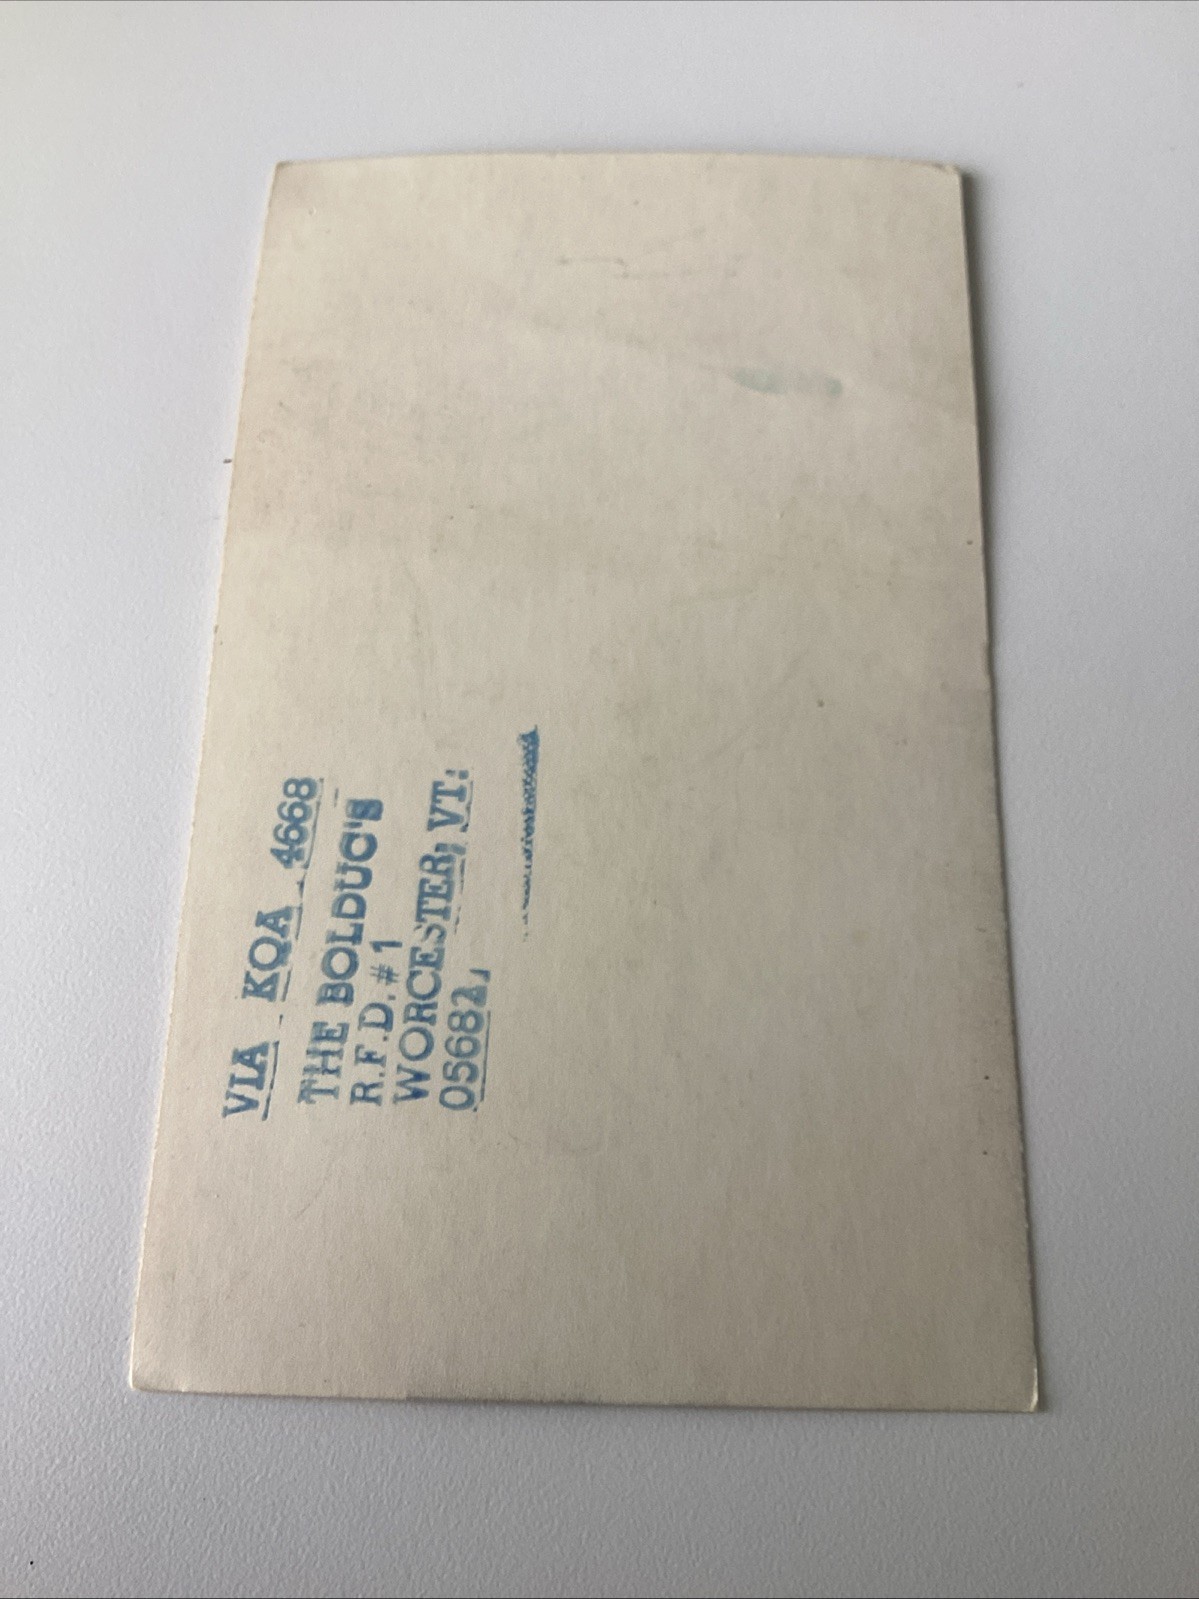 VIA KQA 4668
THE BOLDUC'S
R.F.D. #1
WORCESTER, VT.
05682